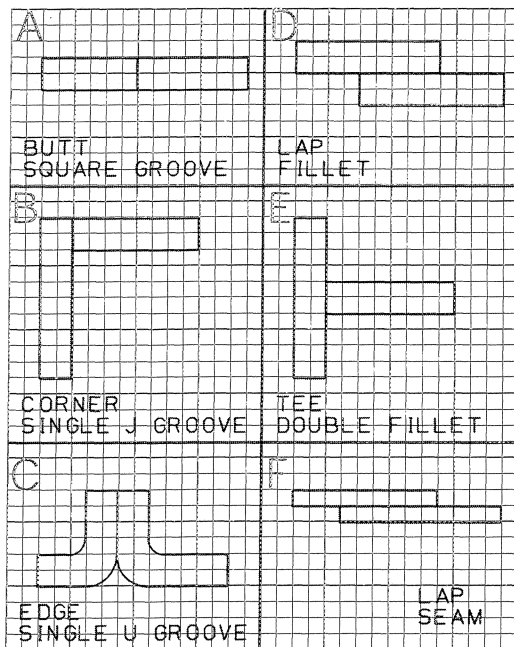 A
BUTT
SQUARE GROOVE
D
LAP
FILLET
B
CORNER
SINGLE J GROOVE
E
TEE
DOUBLE FILLET
C
EDGE
SINGLE U GROOVE
F
LAP
SEAM